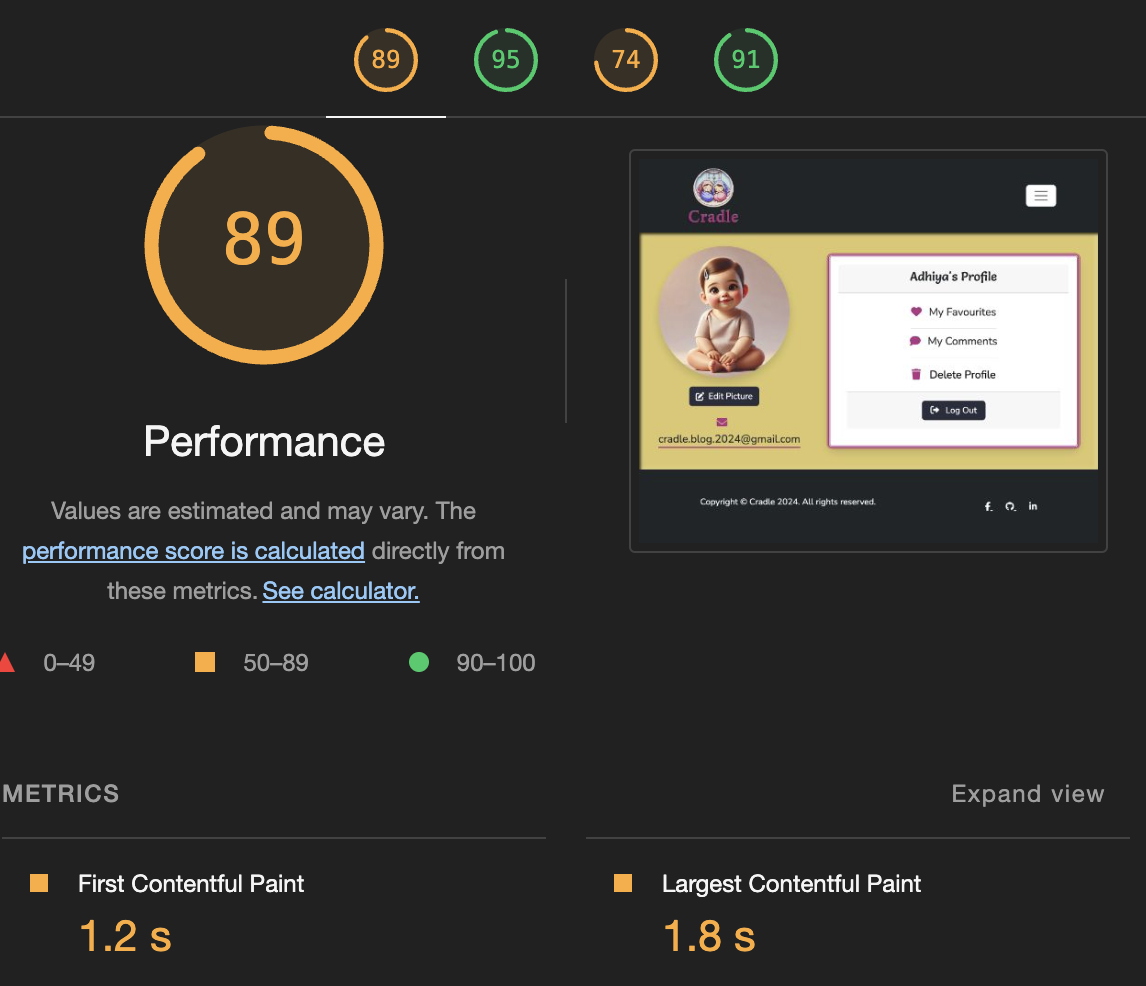 89
95
74
91
89
Performance
Values are estimated and may vary. The
performance score is calculated directly from
these metrics. See calculator.
0–49
50–89
90–100
Cradle
Adhiya's Profile
My Favourites
My Comments
Delete Profile
Log Out
Edit Picture
cradle.blog.2024@gmail.com
Copyright © Cradle 2024. All rights reserved.
METRICS
Expand view
First Contentful Paint
1.2 s
Largest Contentful Paint
1.8 s